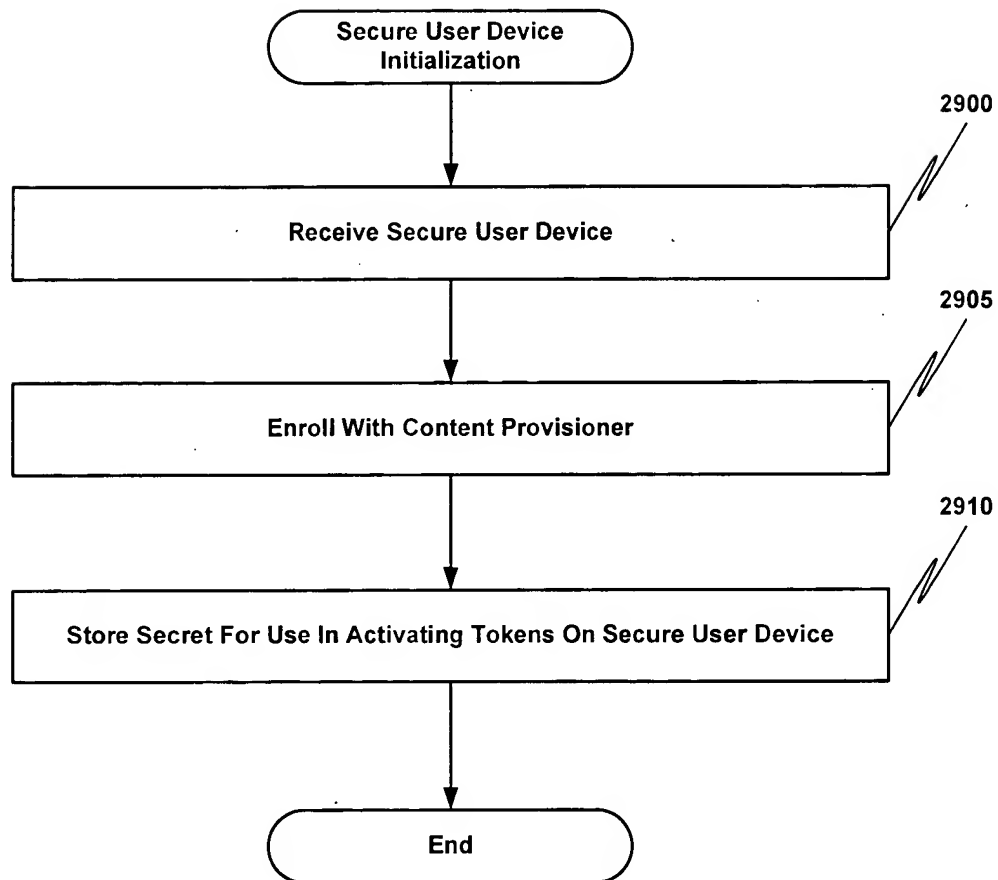 Secure User Device
Initialization
2900
Receive Secure User Device
2905
Enroll With Content Provisioner
2910
Store Secret For Use In Activating Tokens On Secure User Device
End